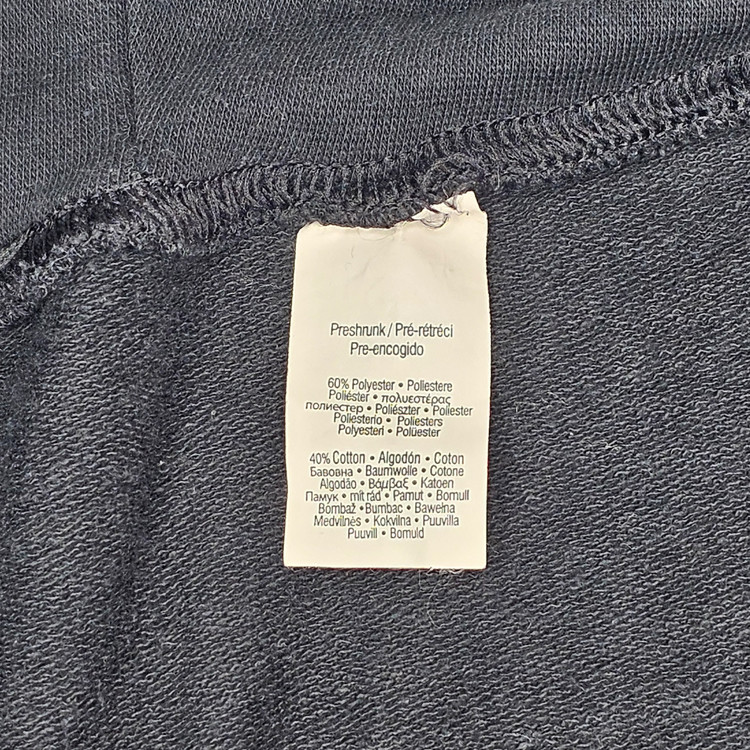 Preshrunk / Pré-rétréci
Pre-encogido
60% Polyester • Poliestere
Poliéster • πολυεστέρας
полиестер • Poliészter • Poliester
Poliesterio • Poliesters
Polyesteri • Polüester
40% Cotton • Algodón • Coton
Бавовна • Baumwolle • Cotone
Algodão • Βάμβαξ • Katoen
Памук • mit rád • Pamut • Bomull
Bombaž • Bumbac • Bawełna
Medvilnės • Kokvilna • Puuvilla
Puuvill • Bomuld